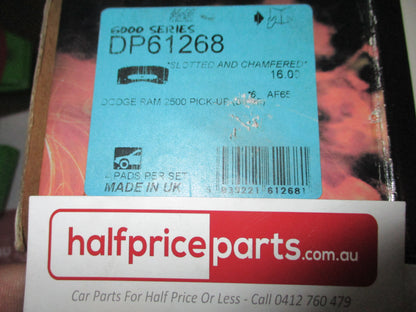 6000 SERIES
DP61268
"SLOTTED AND CHAMFERED"
16.00
AF65
DODGE RAM 2500 PICK-UP
4 PADS PER SET
MADE IN UK
612681
halfpriceparts.com.au
Car Parts For Half Price Or Less - Call 0412 760 479